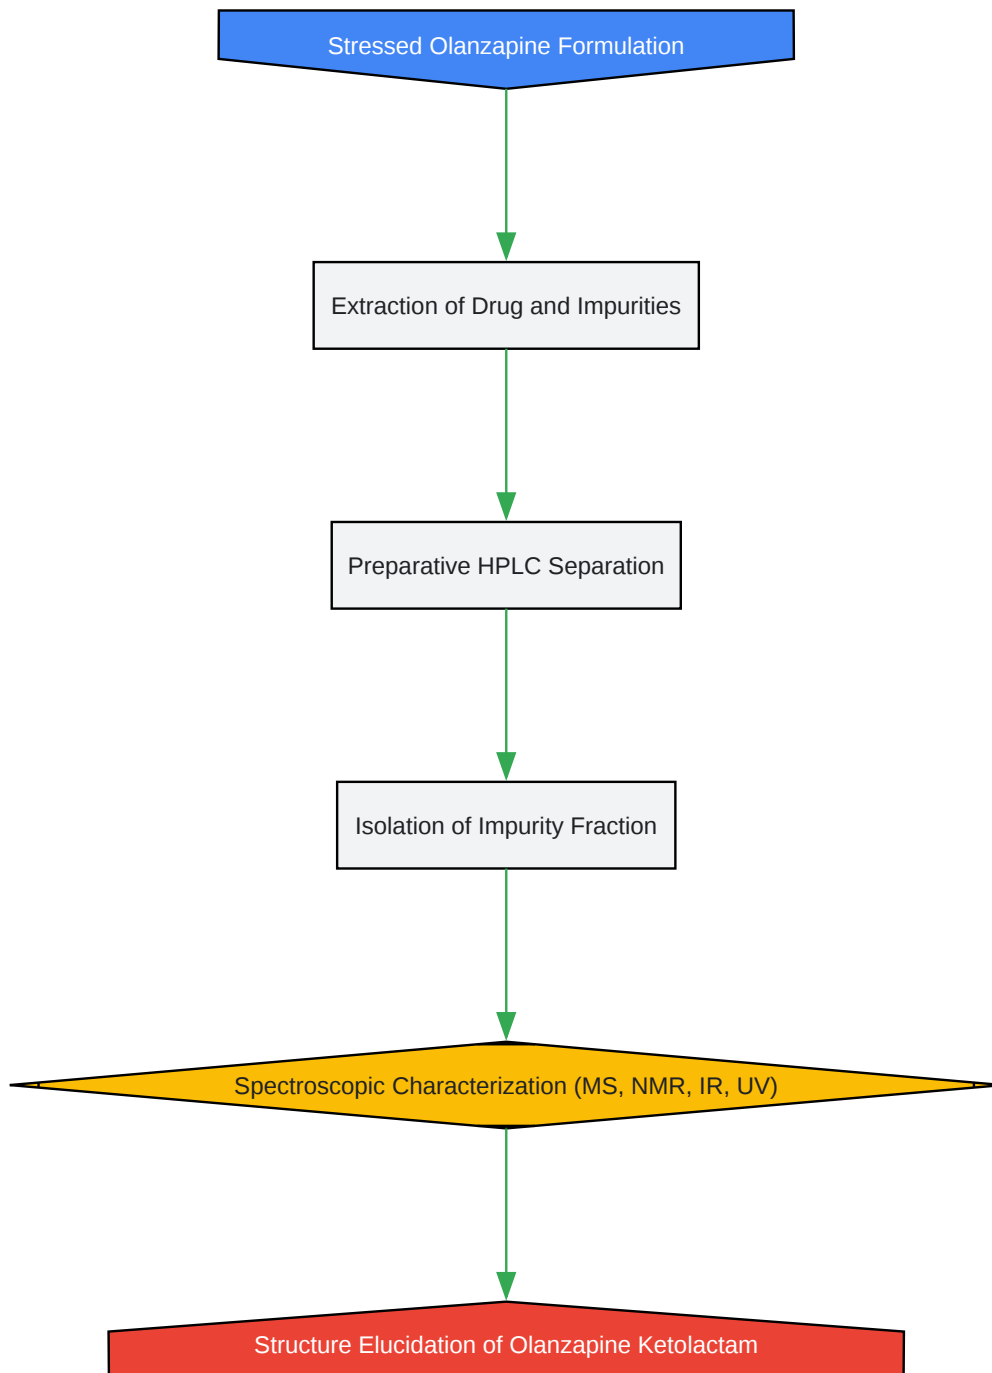 Stressed Olanzapine Formulation
Extraction of Drug and Impurities
Preparative HPLC Separation
Isolation of Impurity Fraction
Spectroscopic Characterization (MS, NMR, IR, UV)
Structure Elucidation of Olanzapine Ketolactam